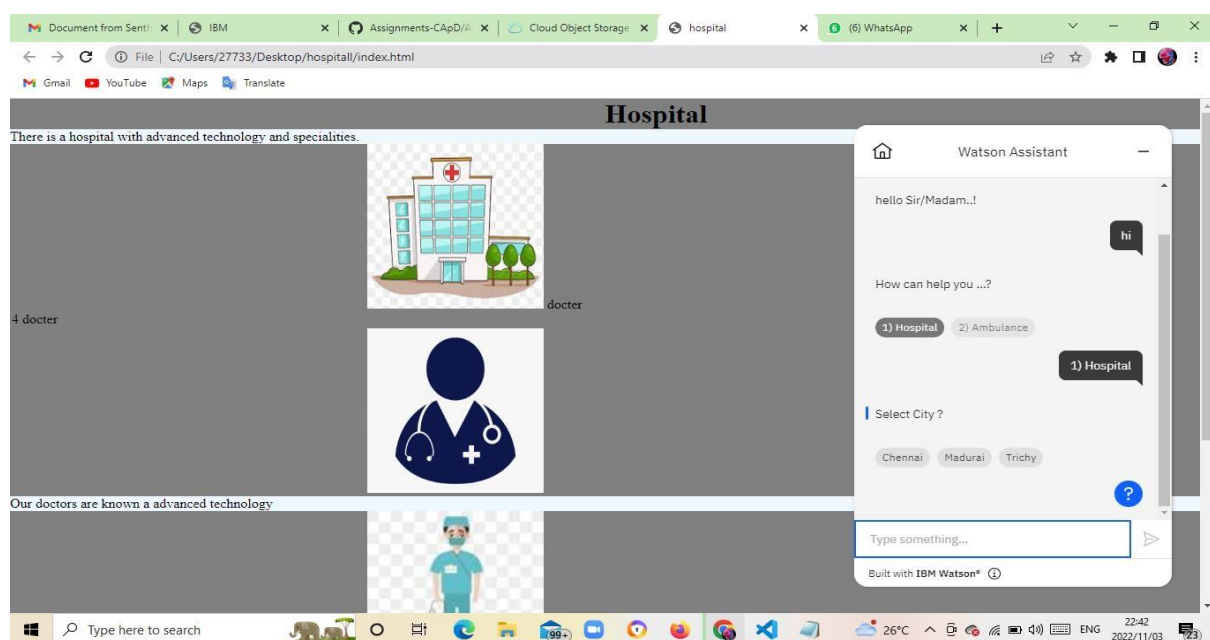 Document from Senth
IBM
Assignments-CApD/A
Cloud Object Storage
hospital
(6) WhatsApp
File | C:/Users/27733/Desktop/hospitall/index.html
Gmail
YouTube
Maps
Translate
Hospital
There is a hospital with advanced technology and specialities.
docter
4 docter
Our doctors are known a advanced technology
Watson Assistant
hello Sir/Madam..!
hi
How can help you ...?
1) Hospital
2) Ambulance
1) Hospital
Select City ?
Chennai
Madurai
Trichy
?
Type something...
Built with IBM Watson®
Type here to search
99+
26°C
ENG
22:42
2022/11/03
23